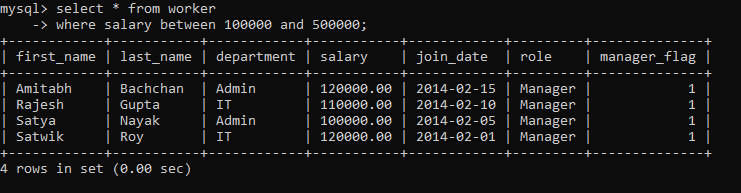 mysql> select * from worker
    -> where salary between 100000 and 500000;
+------------+-----------+------------+-----------+------------+---------+--------------+
| first_name | last_name | department | salary    | join_date  | role    | manager_flag |
+------------+-----------+------------+-----------+------------+---------+--------------+
| Amitabh    | Bachchan  | Admin      | 120000.00 | 2014-02-15 | Manager |            1 |
| Rajesh     | Gupta     | IT         | 110000.00 | 2014-02-10 | Manager |            1 |
| Satya      | Nayak     | Admin      | 100000.00 | 2014-02-05 | Manager |            1 |
| Satwik     | Roy       | IT         | 120000.00 | 2014-02-01 | Manager |            1 |
+------------+-----------+------------+-----------+------------+---------+--------------+
4 rows in set (0.00 sec)